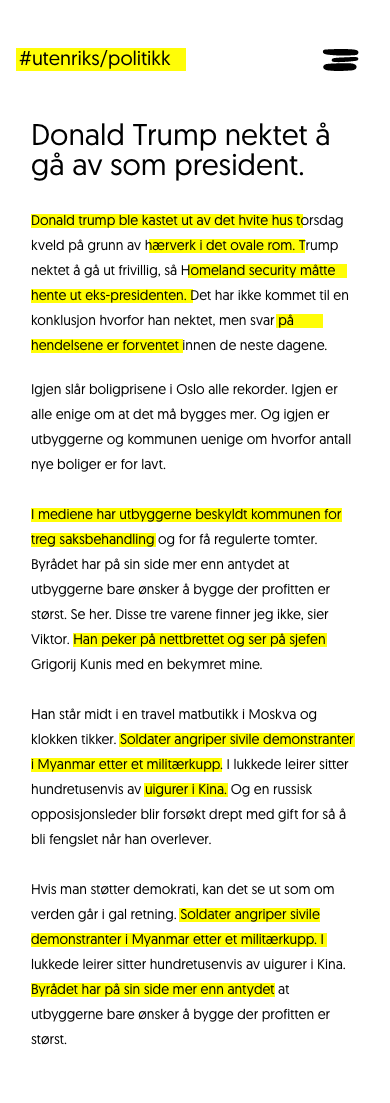 #utenriks/politikk
Donald Trump nektet å
gå av som president.
Donald trump ble kastet ut av det hvite hus torsdag
kveld på grunn av hærverk i det ovale rom. Trump
nektet å gå ut frivillig, så Homeland security måtte
hente ut eks-presidenten. Det har ikke kommet til en
konklusjon hvorfor han nektet, men svar på
hendelsene er forventet innen de neste dagene.
Igjen slår boligprisene i Oslo alle rekorder. Igjen er
alle enige om at det må bygges mer. Og igjen er
utbyggerne og kommunen uenige om hvorfor antall
nye boliger er for lavt.
I mediene har utbyggerne beskyldt kommunen for
treg saksbehandling og for få regulerte tomter.
Byrådet har på sin side mer enn antydet at
utbyggerne bare ønsker å bygge der profitten er
størst. Se her. Disse tre varene finner jeg ikke, sier
Viktor. Han peker på nettbrettet og ser på sjefen
Grigorij Kunis med en bekymret mine.
Han står midt i en travel matbutikk i Moskva og
klokken tikker. Soldater angriper sivile demonstranter
i Myanmar etter et militærkupp. I lukkede leirer sitter
hundretusenvis av uigurer i Kina. Og en russisk
opposisjonsleder blir forsøkt drept med gift for så å
bli fengslet når han overlever.
Hvis man støtter demokrati, kan det se ut som om
verden går i gal retning. Soldater angriper sivile
demonstranter i Myanmar etter et militærkupp. I
lukkede leirer sitter hundretusenvis av uigurer i Kina.
Byrådet har på sin side mer enn antydet at
utbyggerne bare ønsker å bygge der profitten er
størst.